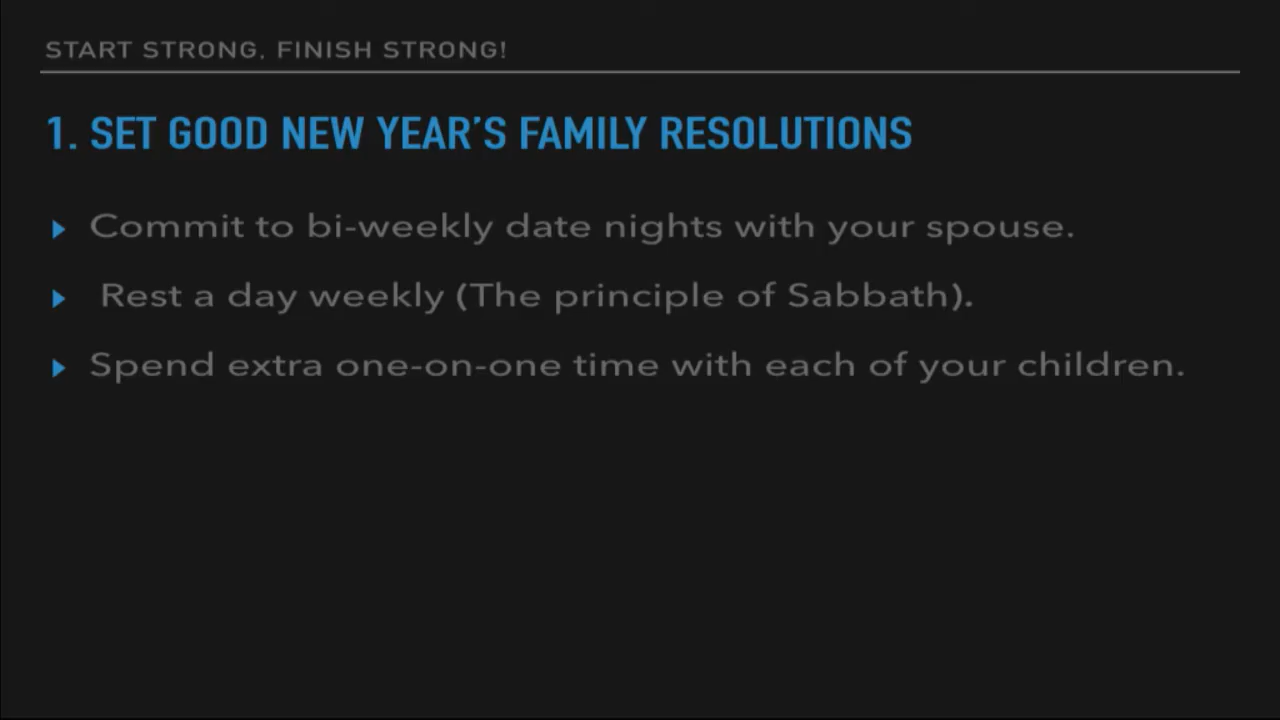 START STRONG, FINISH STRONG!
1. SET GOOD NEW YEAR’S FAMILY RESOLUTIONS
Commit to bi-weekly date nights with your spouse.
Rest a day weekly (The principle of Sabbath).
Spend extra one-on-one time with each of your children.